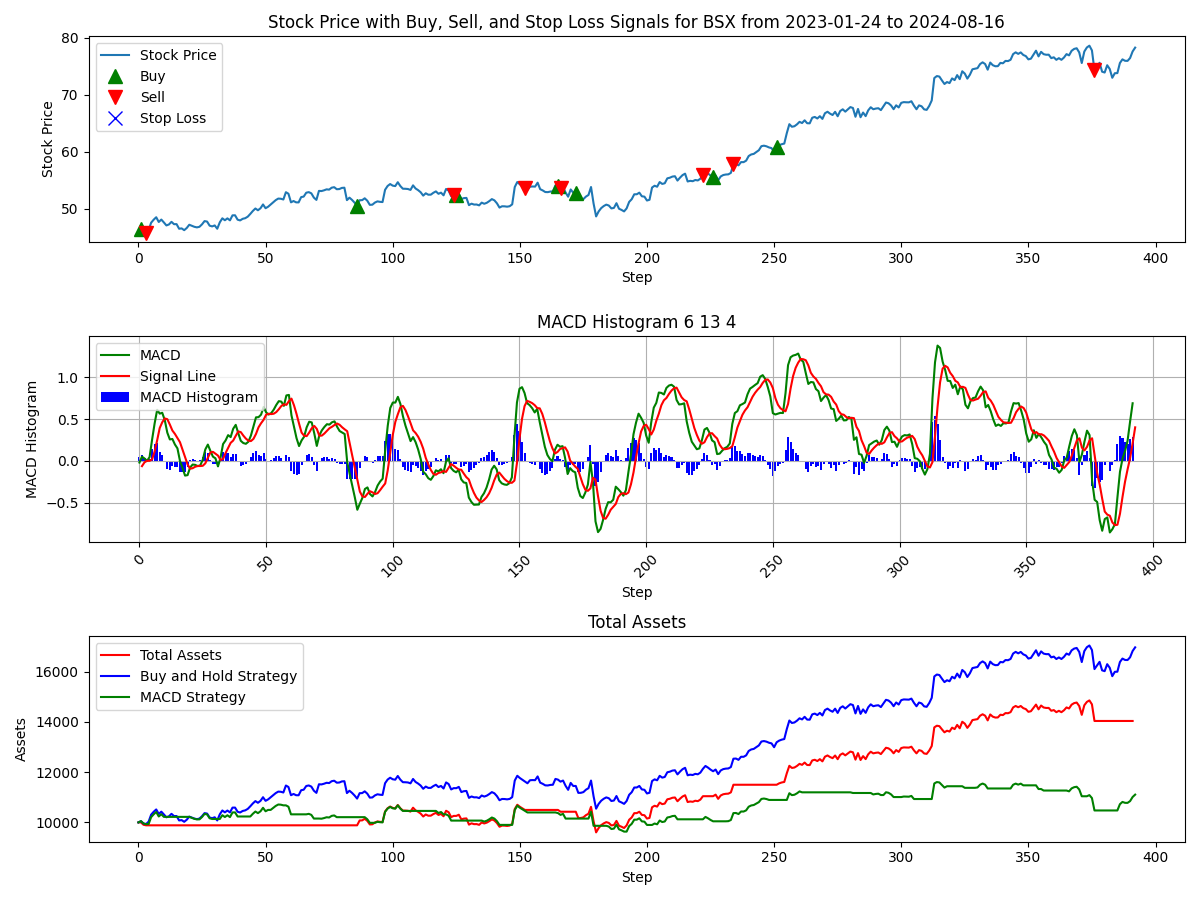 Stock Price with Buy, Sell, and Stop Loss Signals for BSX from 2023-01-24 to 2024-08-16
80
70
60
50
Stock Price
Stock Price
Buy
Sell
Stop Loss
0 50 100 150 200 250 300 350 400
Step
MACD Histogram 6 13 4
1.0
0.5
0.0
−0.5
MACD Histogram
MACD
Signal Line
MACD Histogram
0 50 100 150 200 250 300 350 400
Step
Total Assets
16000
14000
12000
10000
Assets
Total Assets
Buy and Hold Strategy
MACD Strategy
0 50 100 150 200 250 300 350 400
Step